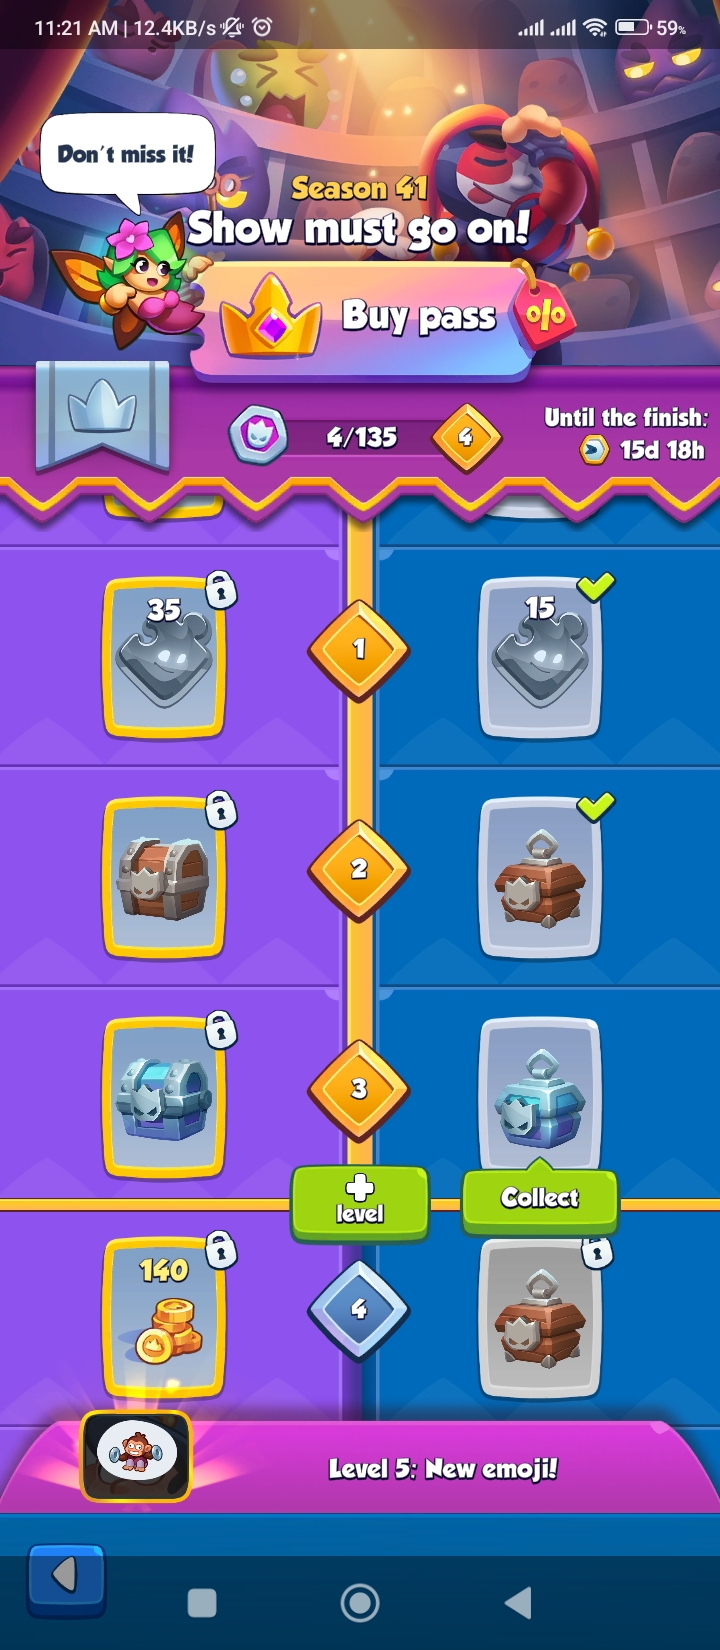 11:21 AM | 12.4KB/s
59%
Don't miss it!
Season 41
Show must go on!
Buy pass
%
4/135
4
Until the finish:
15d 18h
35
1
15
2
3
+
level
Collect
140
4
Level 5: New emoji!